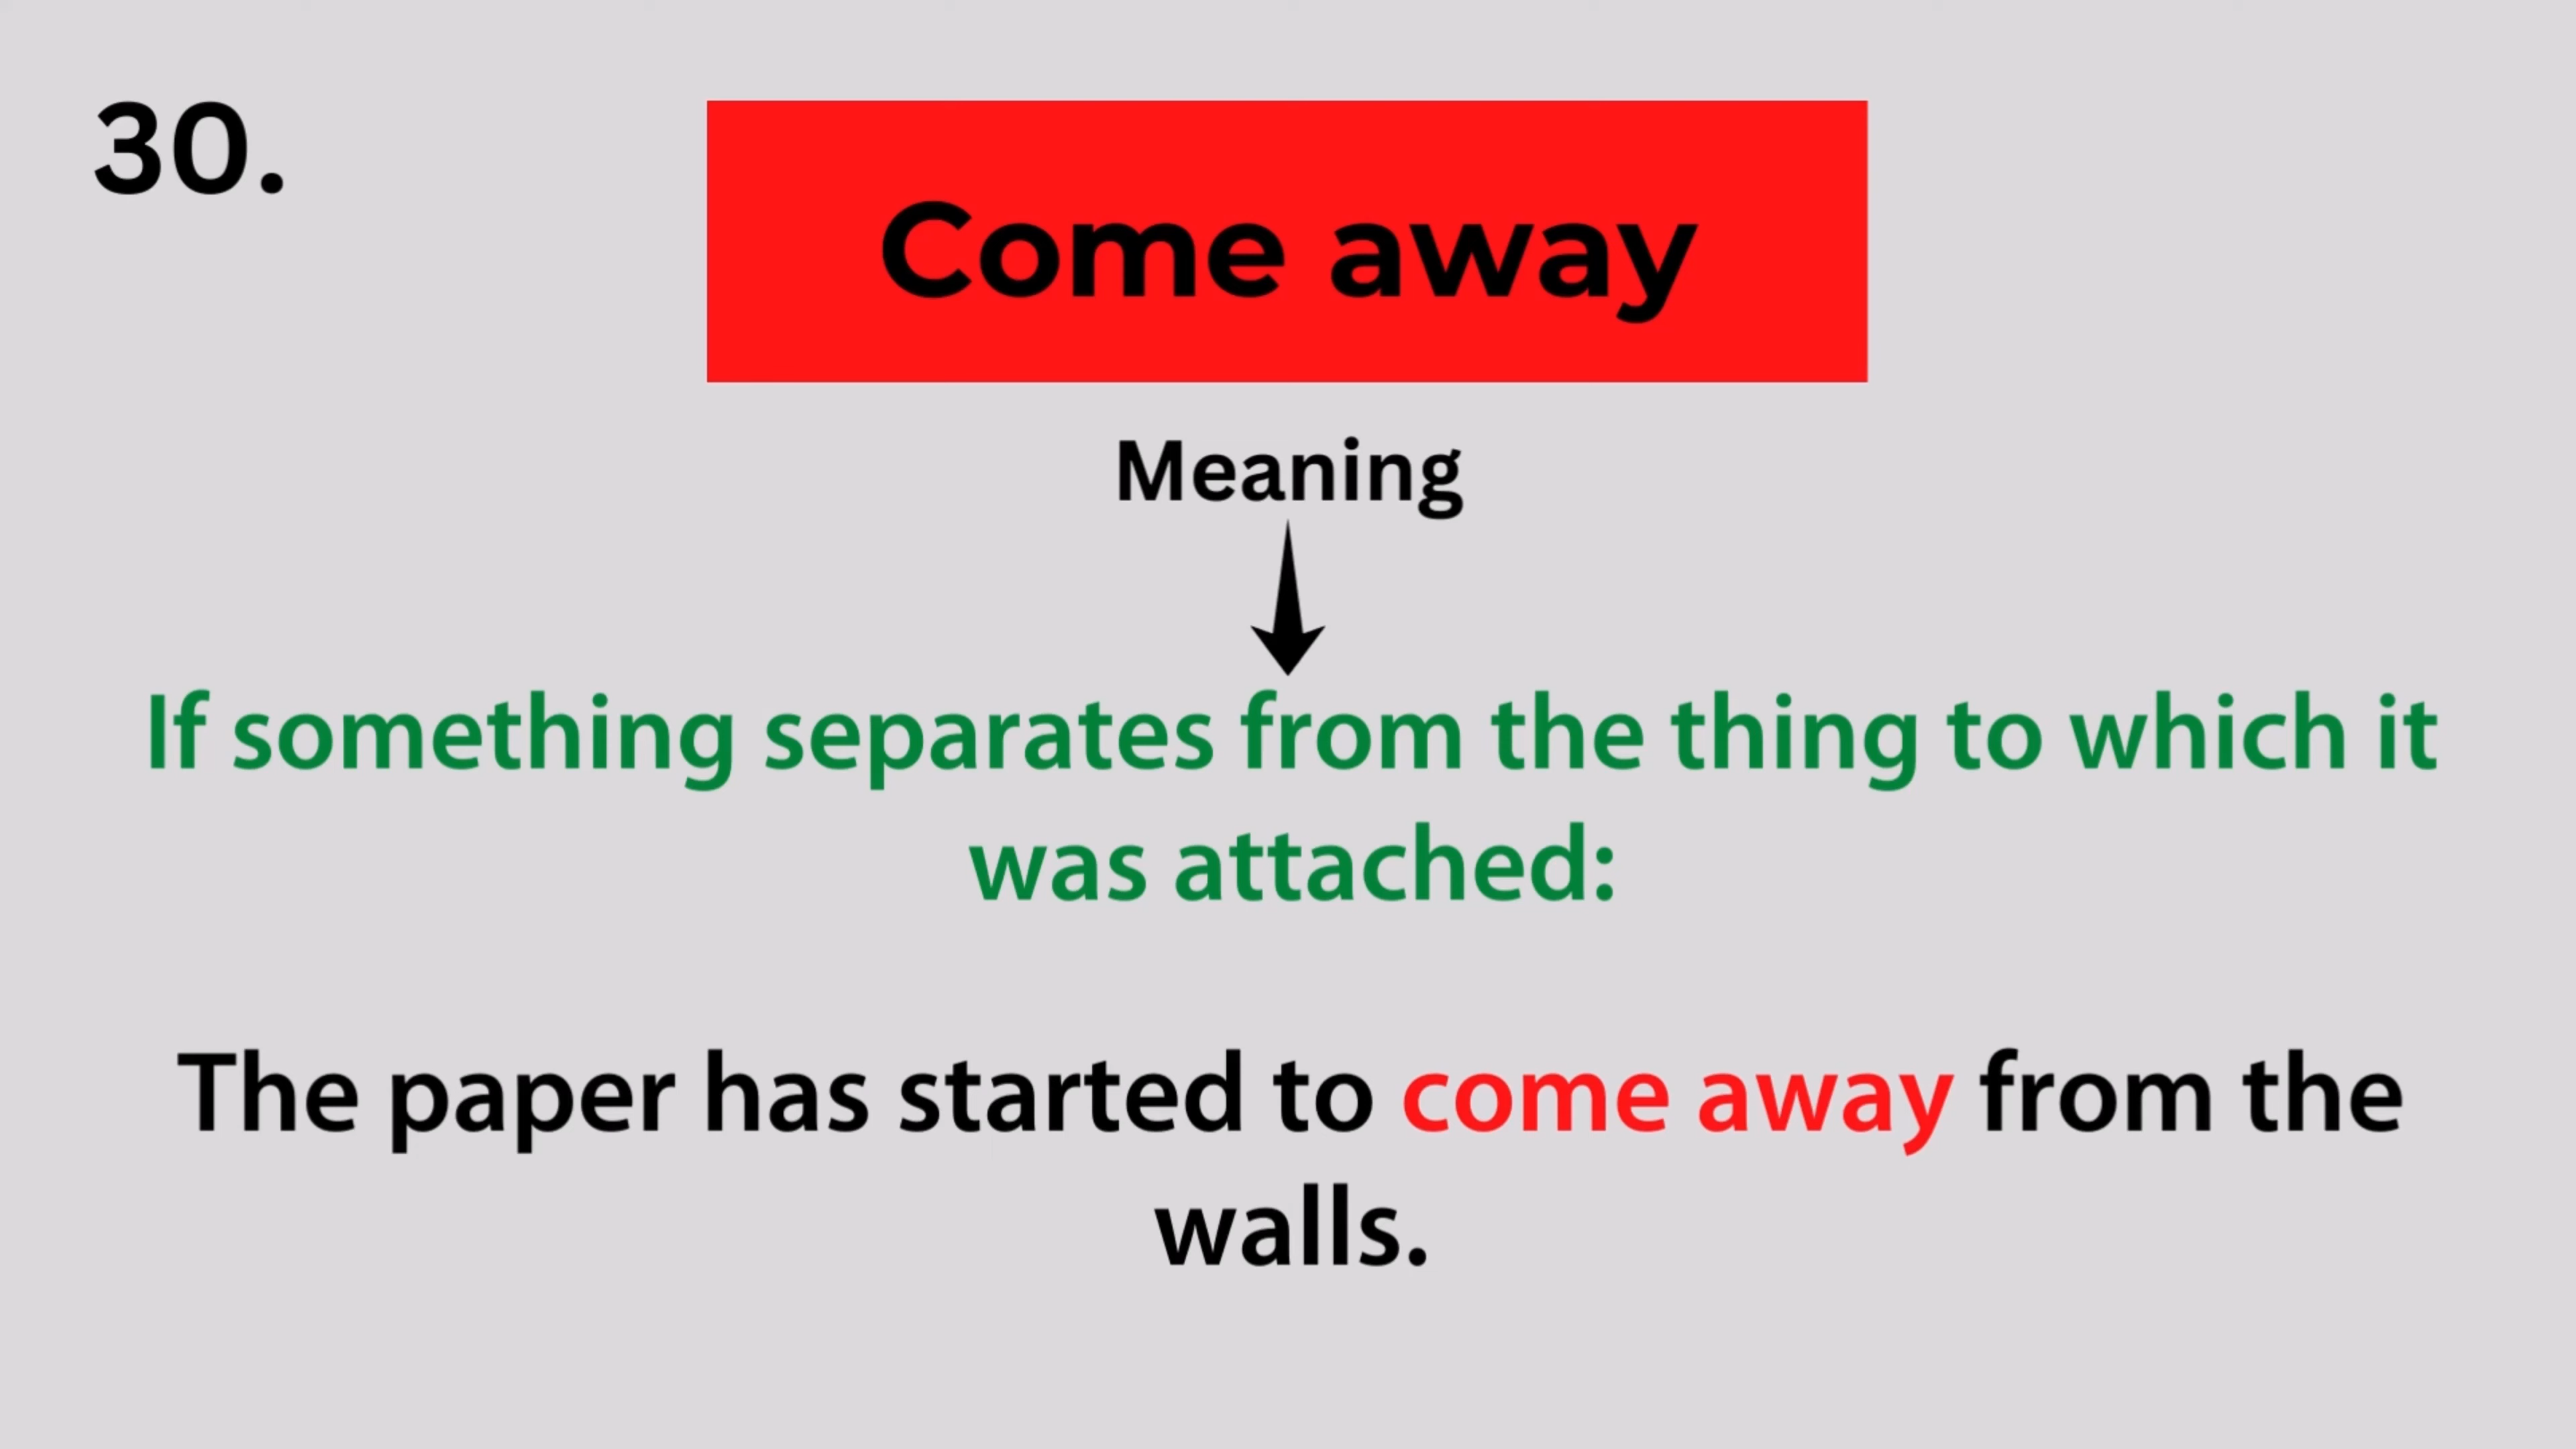 30.
Come away
Meaning
If something separates from the thing to which it
was attached:
The paper has started to come away from the
walls.